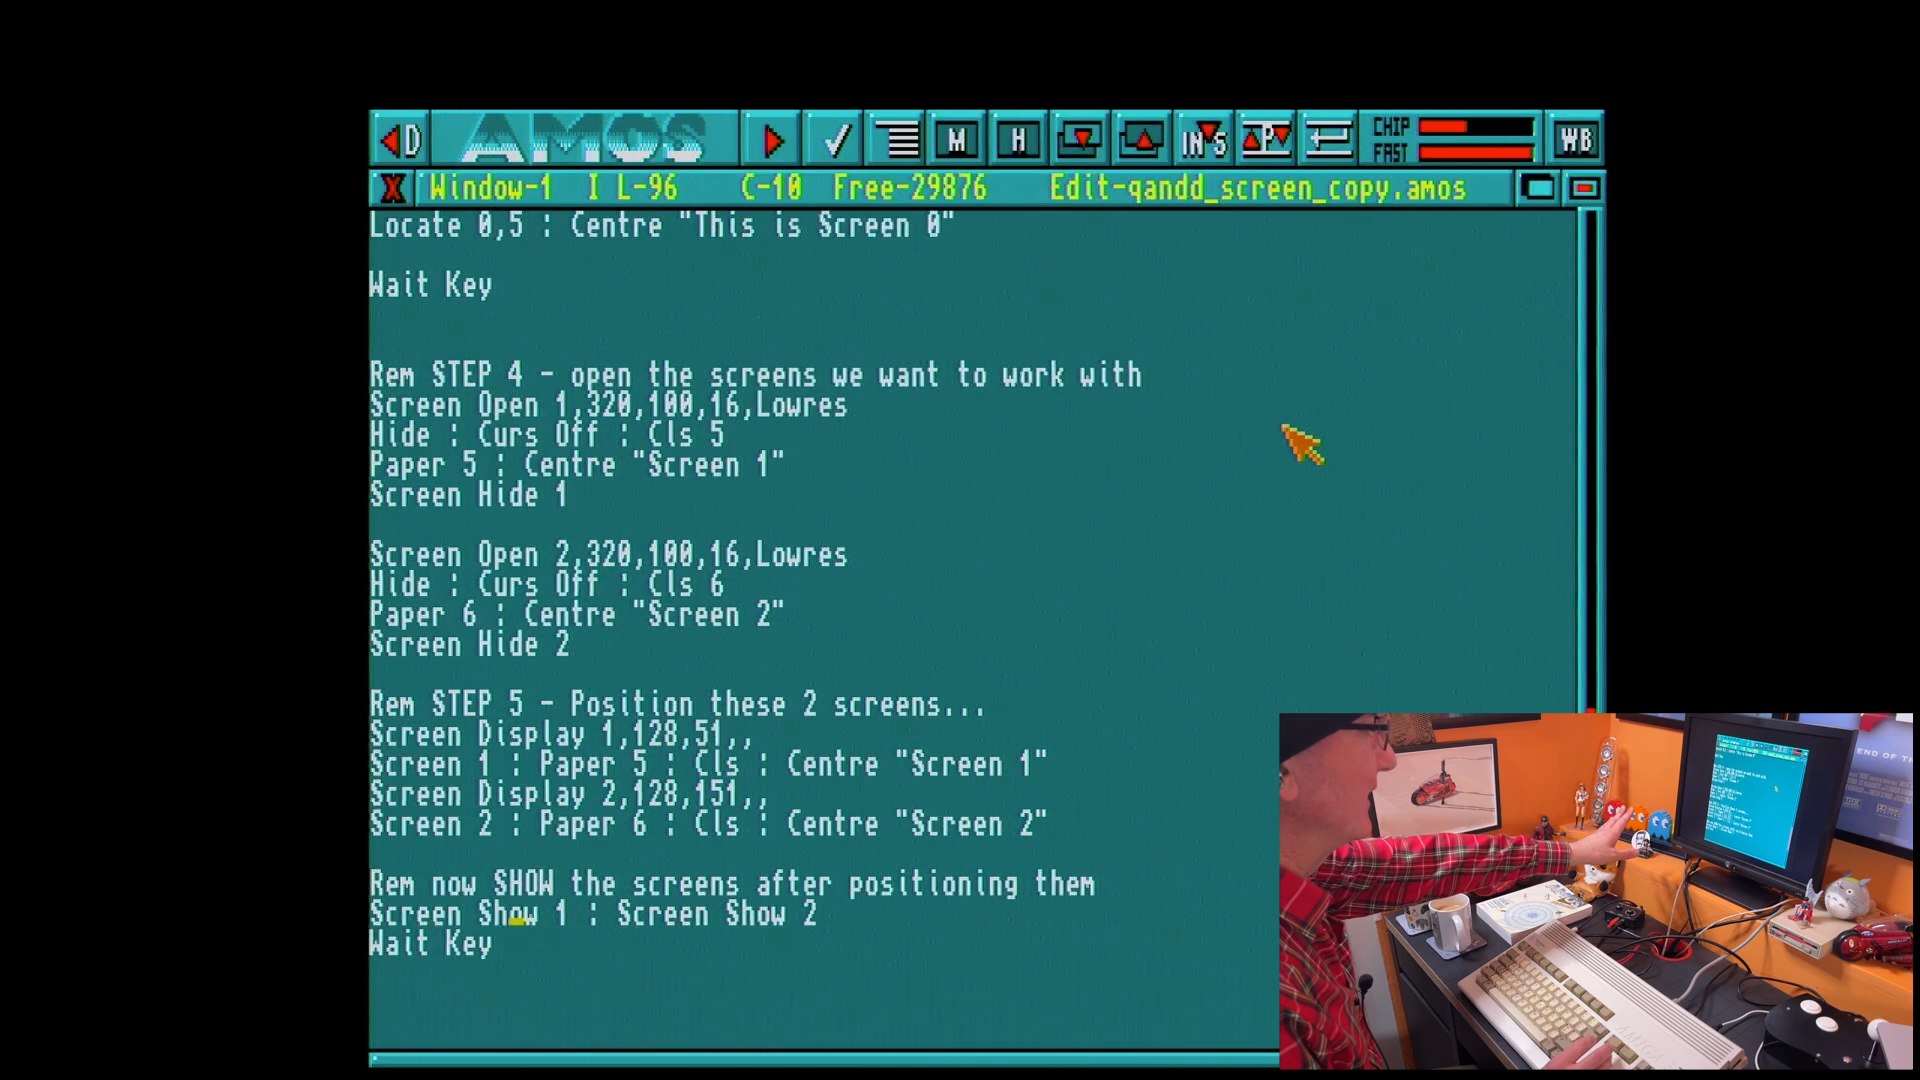 D AMOS M H IN S P CHIP FAST WB
X Window-1 I L-96 C-10 Free-29876 Edit-qandd_screen_copy.amos
Locate 0,5 : Centre "This is Screen 0"
Wait Key
Rem STEP 4 - open the screens we want to work with
Screen Open 1,320,100,16,Lowres
Hide : Curs Off : Cls 5
Paper 5 : Centre "Screen 1"
Screen Hide 1
Screen Open 2,320,100,16,Lowres
Hide : Curs Off : Cls 6
Paper 6 : Centre "Screen 2"
Screen Hide 2
Rem STEP 5 - Position these 2 screens...
Screen Display 1,128,51,,
Screen 1 : Paper 5 : Cls : Centre "Screen 1"
Screen Display 2,128,151,,
Screen 2 : Paper 6 : Cls : Centre "Screen 2"
Rem now SHOW the screens after positioning them
Screen Show 1 : Screen Show 2
Wait Key
END OF TH
AMIGA